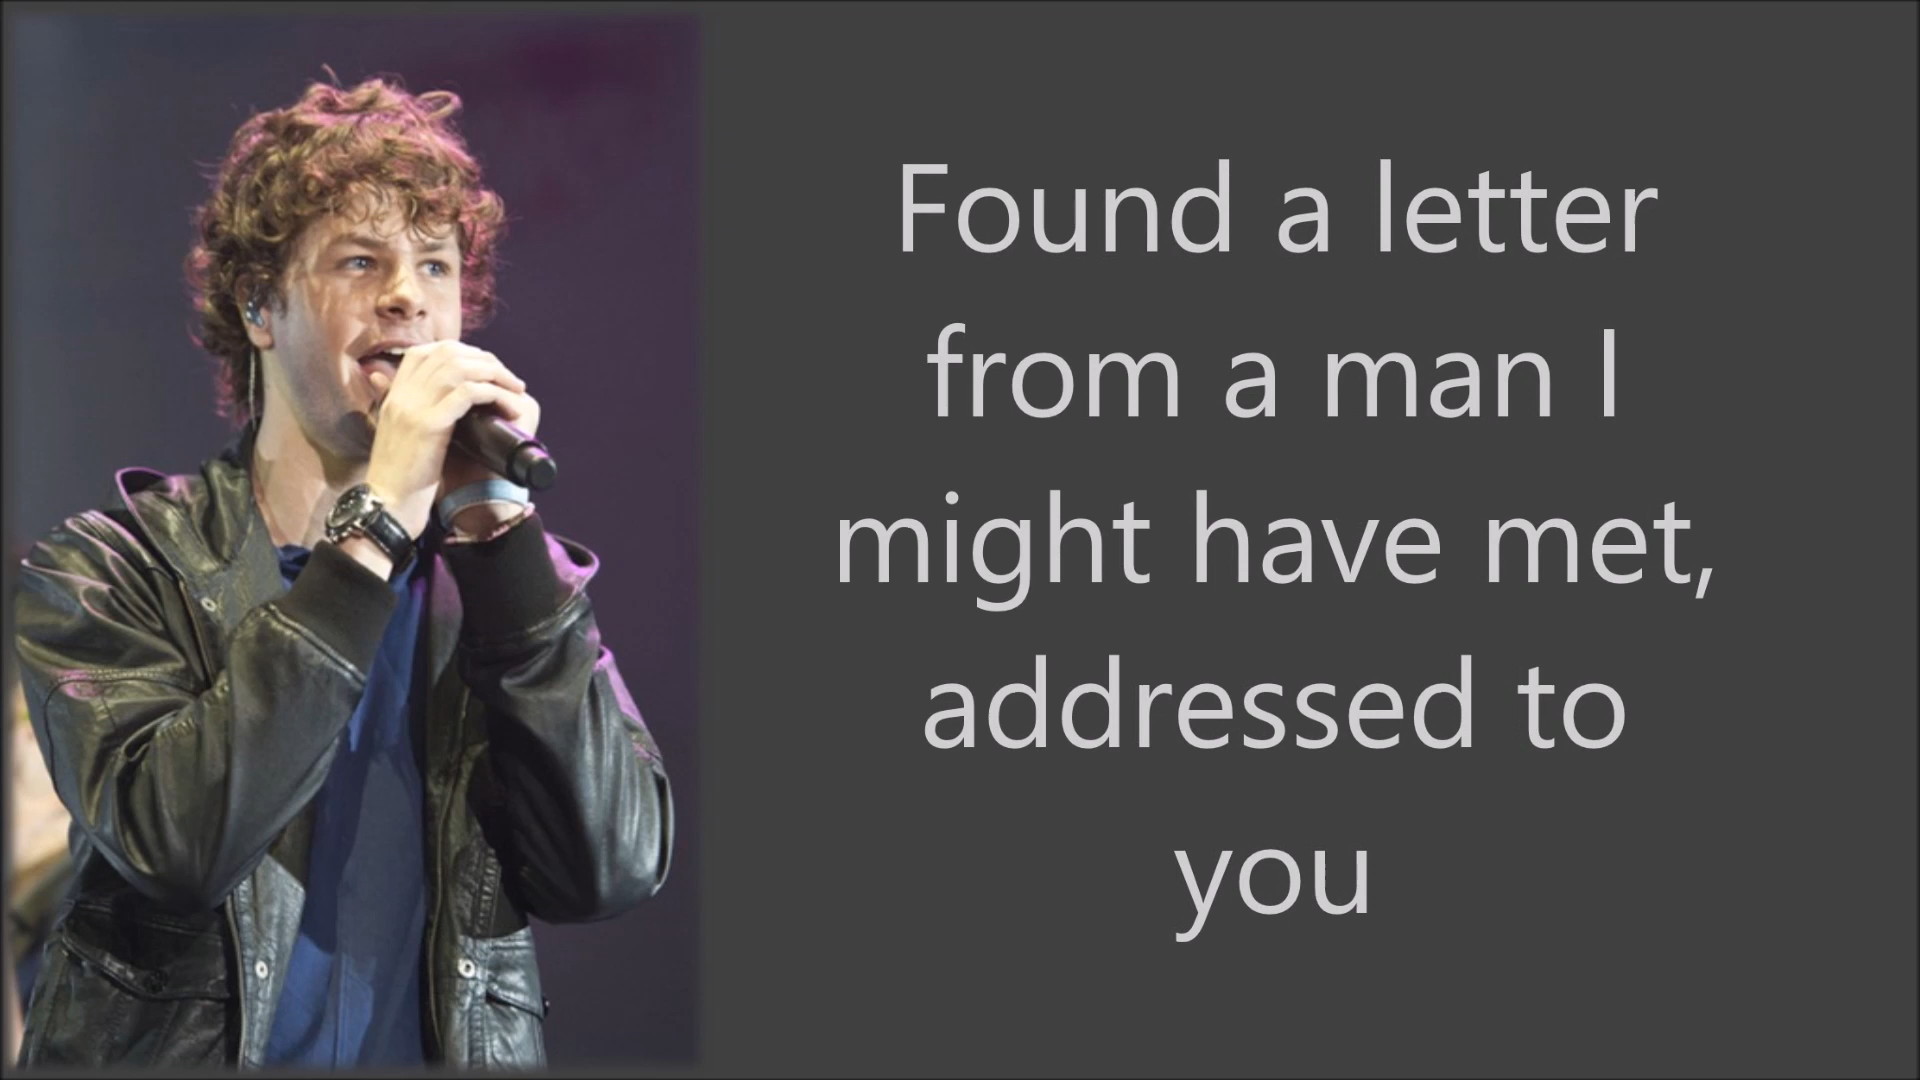 Found a letter
from a man I
might have met,
addressed to
you